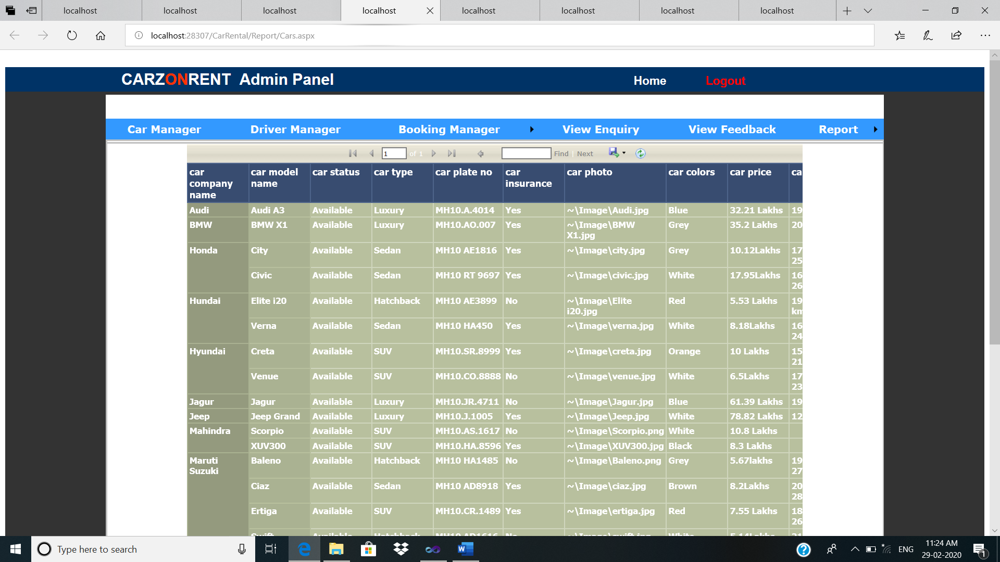 localhost localhost localhost localhost localhost localhost localhost localhost
localhost:28307/CarRental/Report/Cars.aspx
CARZONRENT Admin Panel Home Logout
Car Manager Driver Manager Booking Manager View Enquiry View Feedback Report
1 of 1 Find | Next
car company name car model name car status car type car plate no car insurance car photo car colors car price ca
Audi Audi A3 Available Luxury MH10.A.4014 Yes ~\Image\Audi.jpg Blue 32.21 Lakhs 19
BMW BMW X1 Available Luxury MH10.AO.007 Yes ~\Image\BMW X1.jpg Grey 35.2 Lakhs 20
Honda City Available Sedan MH10 AE1816 Yes ~\Image\city.jpg Grey 10.12Lakhs 17 25
Civic Available Sedan MH10 RT 9697 Yes ~\Image\civic.jpg White 17.95Lakhs 16 26
Hundai Elite i20 Available Hatchback MH10 AE3899 No ~\Image\Elite i20.jpg Red 5.53 Lakhs 19 km
Verna Available Sedan MH10 HA450 Yes ~\Image\verna.jpg White 8.18Lakhs 16 24
Hyundai Creta Available SUV MH10.SR.8999 Yes ~\Image\creta.jpg Orange 10 Lakhs 15 21
Venue Available SUV MH10.CO.8888 No ~\Image\venue.jpg White 6.5Lakhs 17 23
Jagur Jagur Available Luxury MH10.JR.4711 No ~\Image\Jagur.jpg Blue 61.39 Lakhs 19
Jeep Jeep Grand Available Luxury MH10.J.1005 Yes ~\Image\Jeep.jpg White 78.82 Lakhs 12
Mahindra Scorpio Available SUV MH10.AS.1617 No ~\Image\Scorpio.png White 10.8 Lakhs
XUV300 Available SUV MH10.HA.8596 Yes ~\Image\XUV300.jpg Black 8.3 Lakhs
Maruti Suzuki Baleno Available Hatchback MH10 HA1485 No ~\Image\Baleno.png Grey 5.67lakhs 19 27
Ciaz Available Sedan MH10 AD8918 Yes ~\Image\ciaz.jpg Brown 8.2Lakhs 20 28
Ertiga Available SUV MH10.CR.1489 Yes ~\Image\ertiga.jpg Red 7.55 Lakhs 18 26
Type here to search ENG 11:24 AM
29-02-2020 1